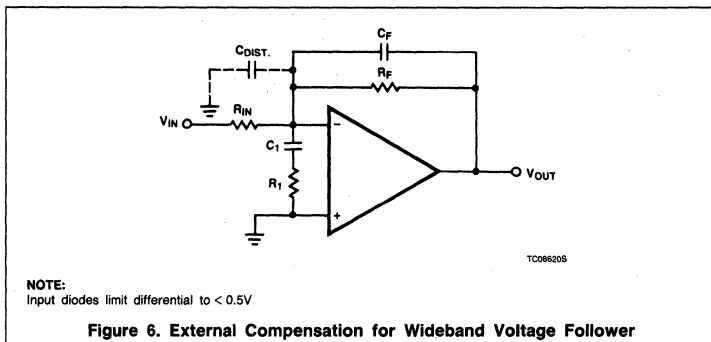 CF
CDIST.
RF
RIN
VIN
−
C1
R1
+
VOUT
TC08620S
NOTE:
Input diodes limit differential to < 0.5V
Figure 6. External Compensation for Wideband Voltage Follower